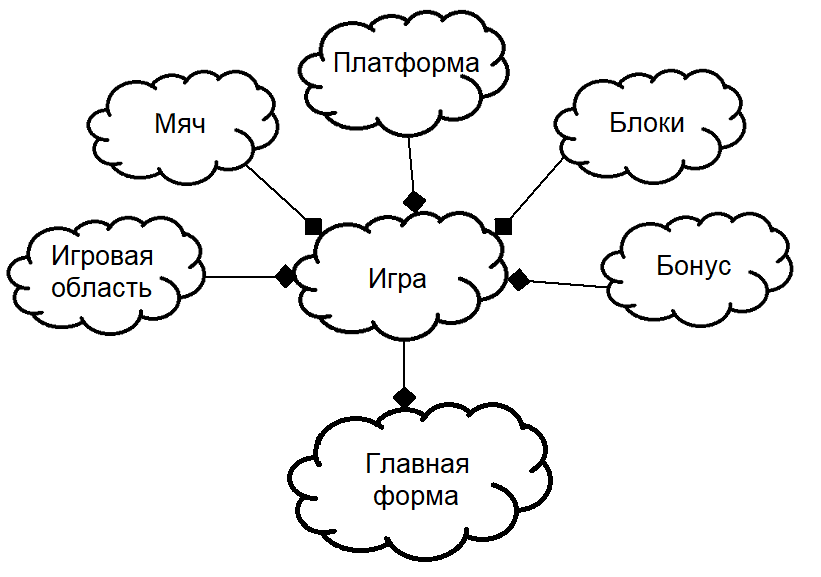 Платформа
Мяч
Блоки
Игровая
область
Игра
Бонус
Главная
форма